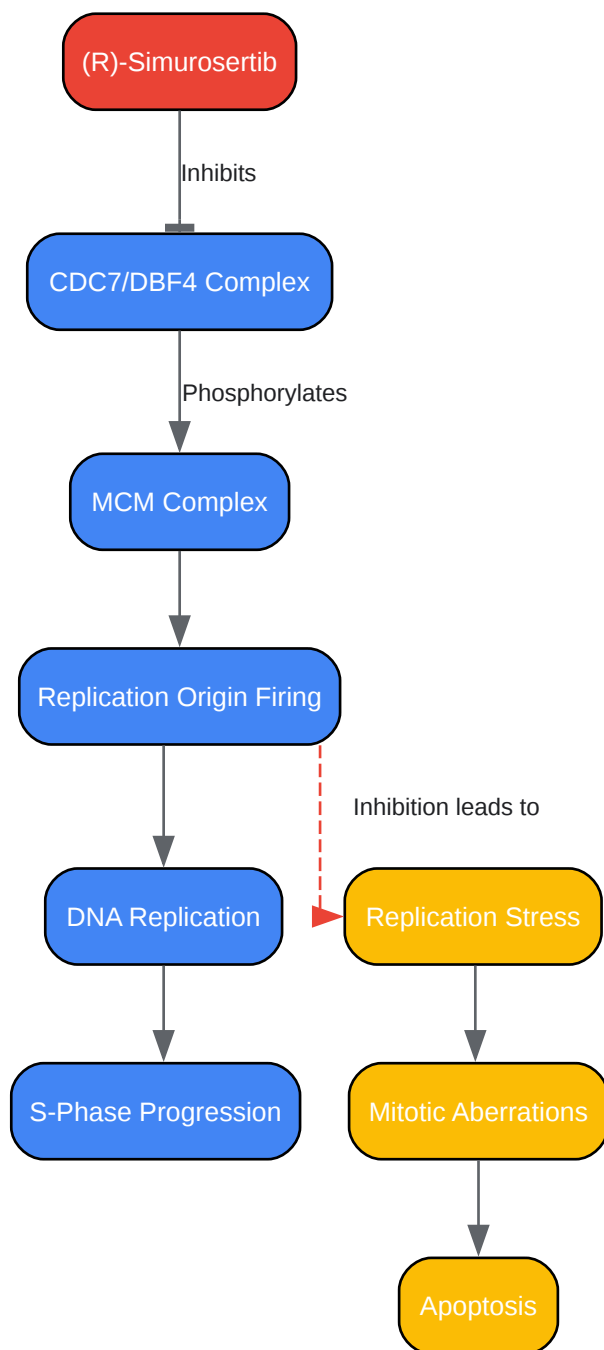 (R)-Simurosertib
Inhibits
CDC7/DBF4 Complex
Phosphorylates
MCM Complex
Replication Origin Firing
Inhibition leads to
DNA Replication
Replication Stress
S-Phase Progression
Mitotic Aberrations
Apoptosis